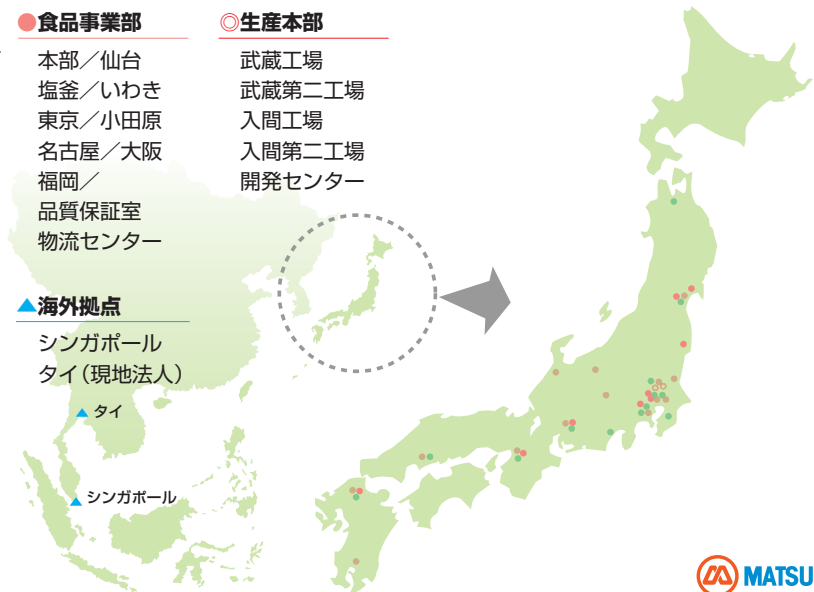 ●食品事業部
本部／仙台
塩釜／いわき
東京／小田原
名古屋／大阪
福岡／
品質保証室
物流センター
◎生産本部
武蔵工場
武蔵第二工場
入間工場
入間第二工場
開発センター
▲海外拠点
シンガポール
タイ（現地法人）
タイ
シンガポール
MATSU